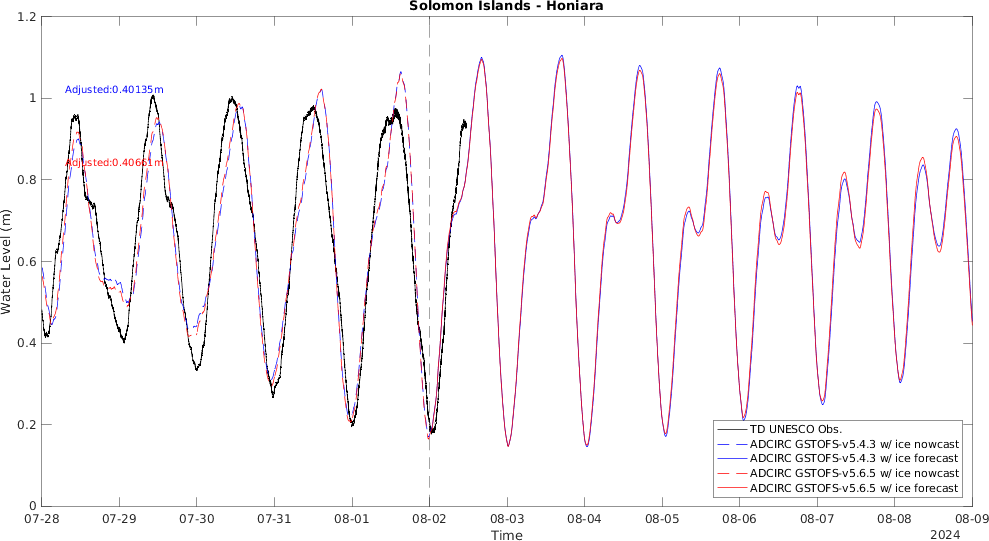 Solomon Islands - Honiara
1.2
1
0.8
0.6
0.4
0.2
0
Water Level (m)
Adjusted:0.40135m
Adjusted:0.40661m
TD UNESCO Obs.
ADCIRC GSTOFS-v5.4.3 w/ ice nowcast
ADCIRC GSTOFS-v5.4.3 w/ ice forecast
ADCIRC GSTOFS-v5.6.5 w/ ice nowcast
ADCIRC GSTOFS-v5.6.5 w/ ice forecast
07-28 07-29 07-30 07-31 08-01 08-02 08-03 08-04 08-05 08-06 08-07 08-08 08-09
Time
2024